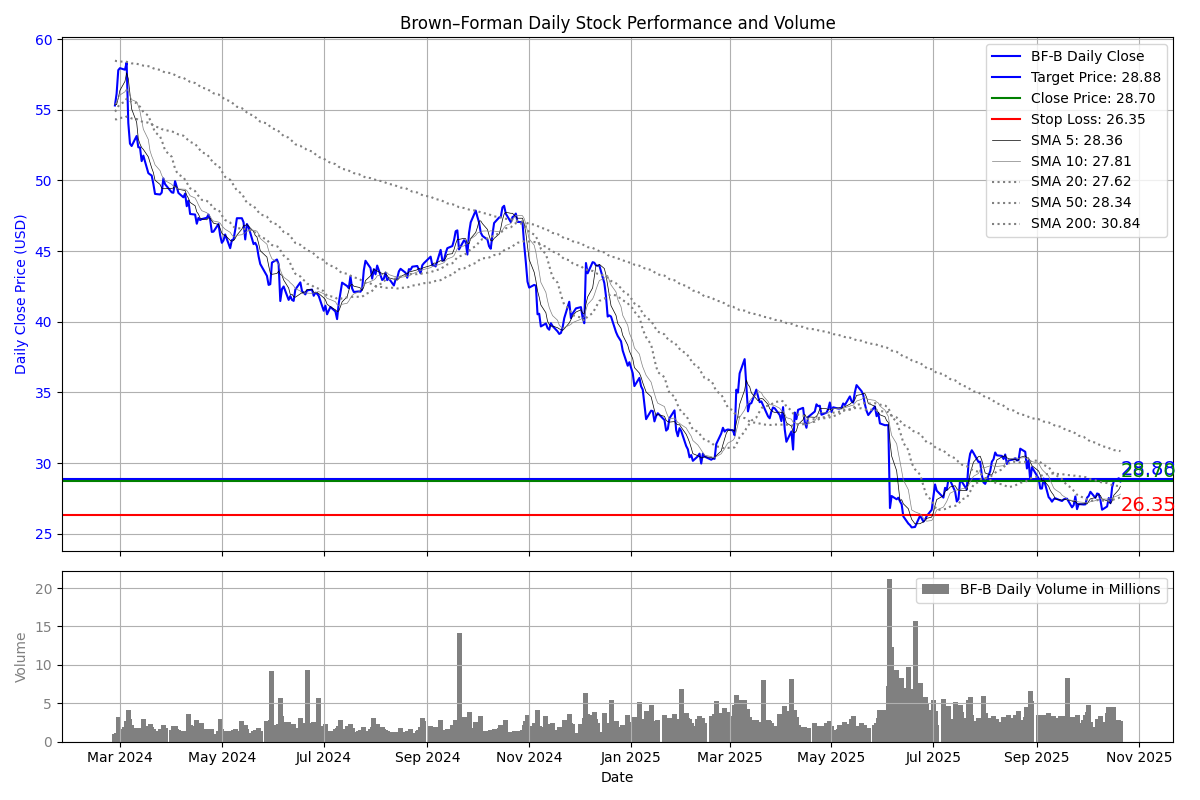 Brown–Forman Daily Stock Performance and Volume
60
55
50
45
40
35
30
25
Daily Close Price (USD)
BF-B Daily Close
Target Price: 28.88
Close Price: 28.70
Stop Loss: 26.35
SMA 5: 28.36
SMA 10: 27.81
SMA 20: 27.62
SMA 50: 28.34
SMA 200: 30.84
28.88
28.70
26.35
20
15
10
5
0
Volume
BF-B Daily Volume in Millions
Mar 2024
May 2024
Jul 2024
Sep 2024
Nov 2024
Jan 2025
Mar 2025
May 2025
Jul 2025
Sep 2025
Nov 2025
Date